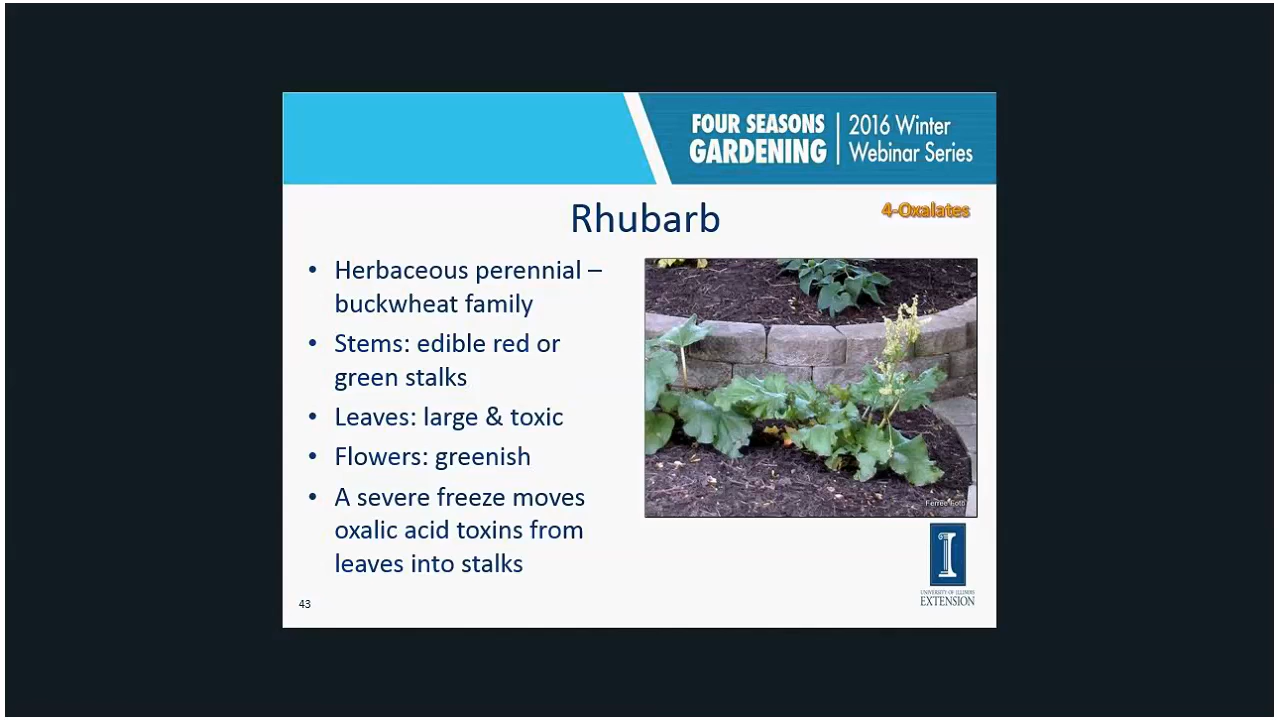 FOUR SEASONS
GARDENING
2016 Winter
Webinar Series
Rhubarb
4-Oxalates
• Herbaceous perennial –
buckwheat family
• Stems: edible red or
green stalks
• Leaves: large & toxic
• Flowers: greenish
• A severe freeze moves
oxalic acid toxins from
leaves into stalks
Ferree Foto
UNIVERSITY OF ILLINOIS
EXTENSION
43